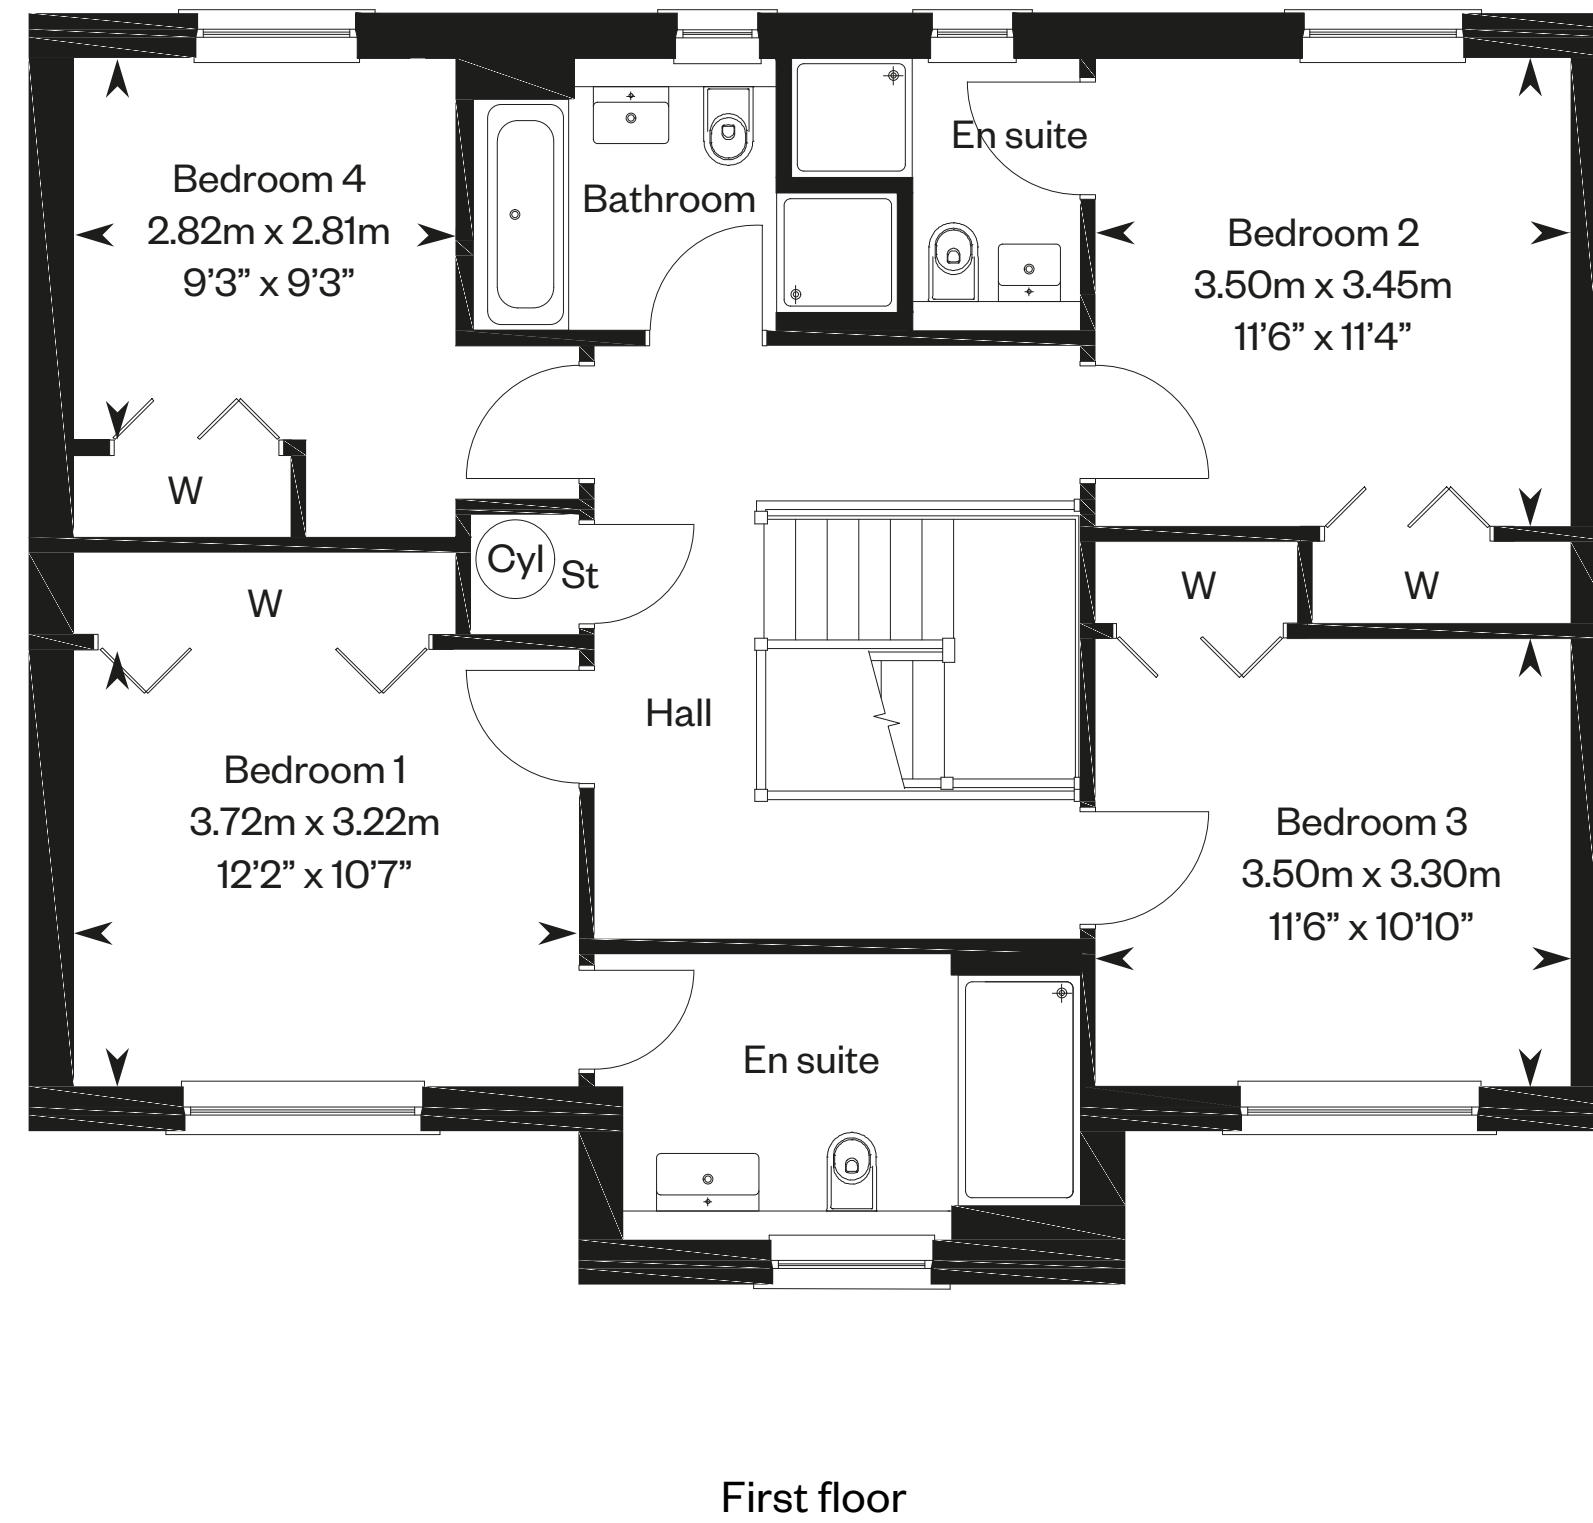 Bedroom 4
2.82m x 2.81m
9’3” x 9’3”
Bathroom
En suite
Bedroom 2
3.50m x 3.45m
11’6” x 11’4”
W
Cyl
St
W
W
W
Hall
Bedroom 1
3.72m x 3.22m
12’2” x 10’7”
Bedroom 3
3.50m x 3.30m
11’6” x 10’10”
En suite
First floor